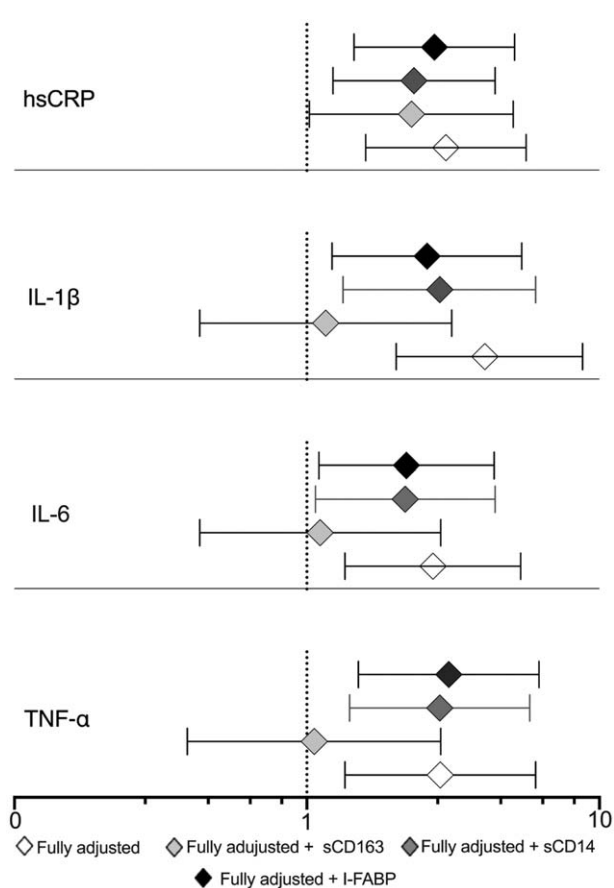 hsCRP
IL-1β
IL-6
TNF-α
0 1 10
Fully adjusted Fully adujusted + sCD163 Fully adjusted + sCD14
Fully adjusted + I-FABP